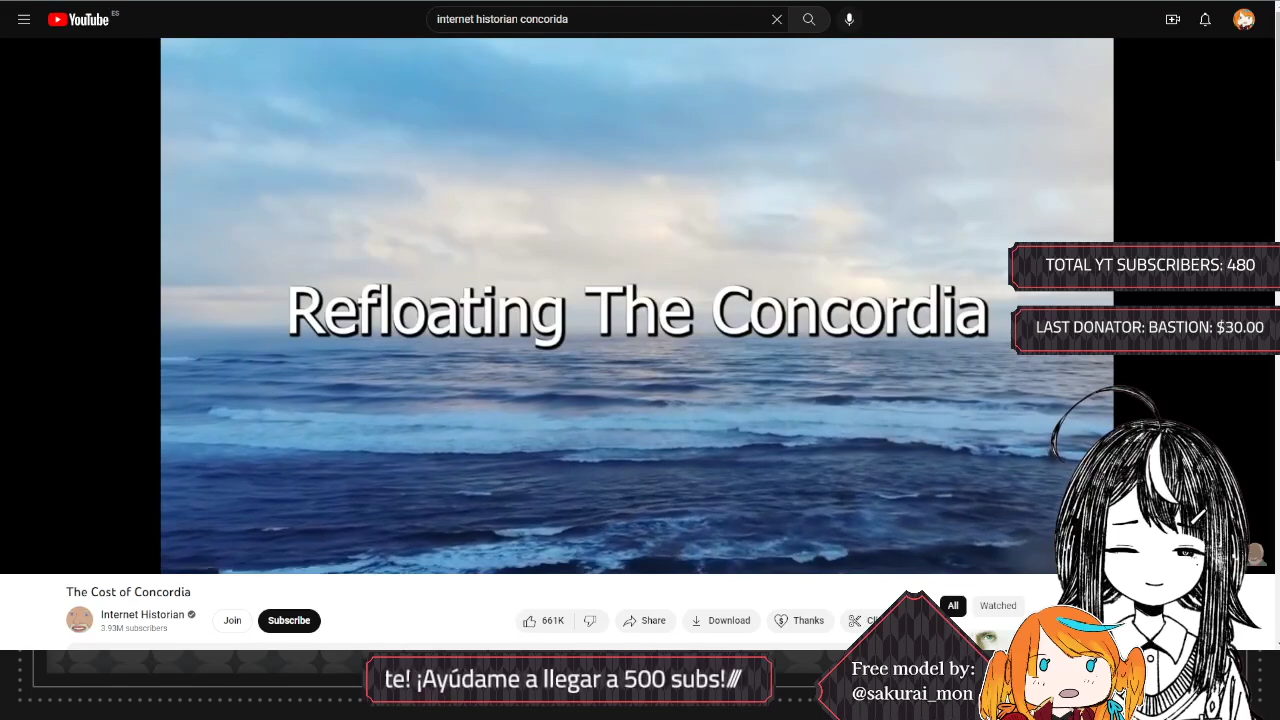 YouTube ES
internet historian concorida
Refloating The Concordia
TOTAL YT SUBSCRIBERS: 480
LAST DONATOR: BASTION: $30.00
The Cost of Concordia
Internet Historian
3.93M subscribers
Join
Subscribe
661K
Share
Download
Thanks
All
Watched
te! ¡Ayúdame a llegar a 500 subs!///
Free model by:
@sakurai_mon